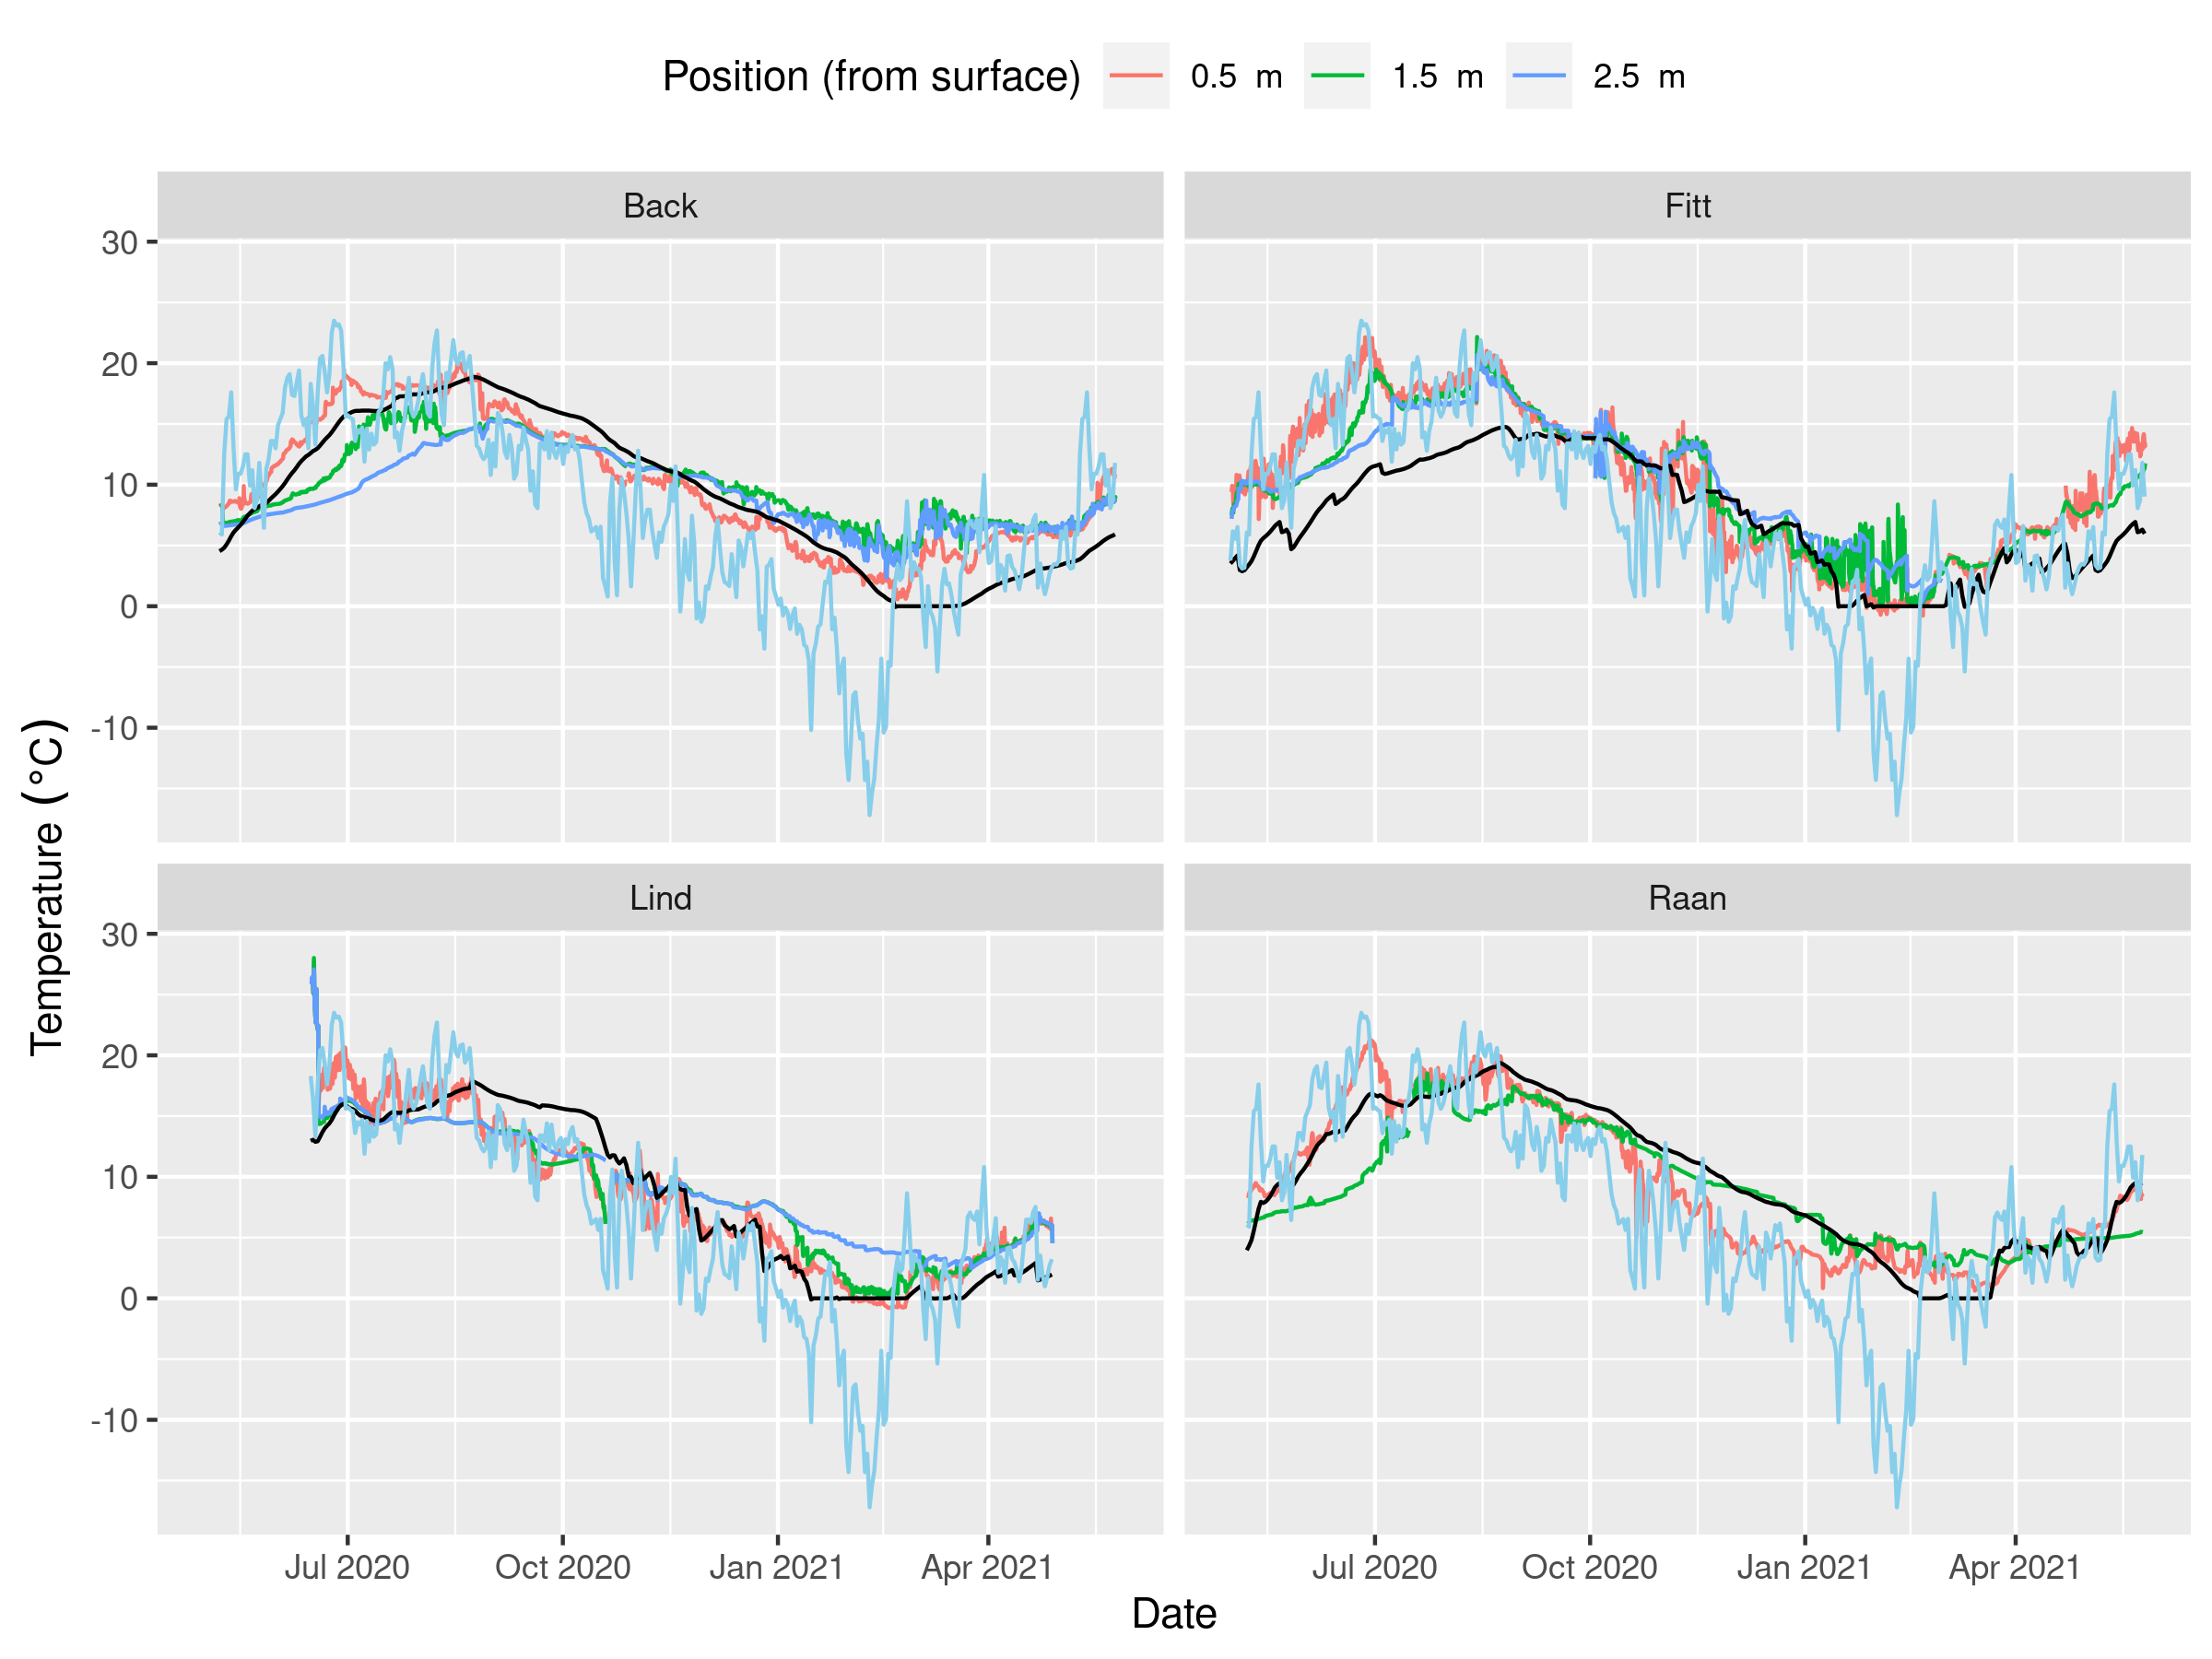 Position (from surface) 0.5 m 1.5 m 2.5 m
Back
Fitt
30
20
10
0
-10
Temperature (°C)
Lind
Raan
30
20
10
0
-10
Jul 2020 Oct 2020 Jan 2021 Apr 2021 Jul 2020 Oct 2020 Jan 2021 Apr 2021
Date